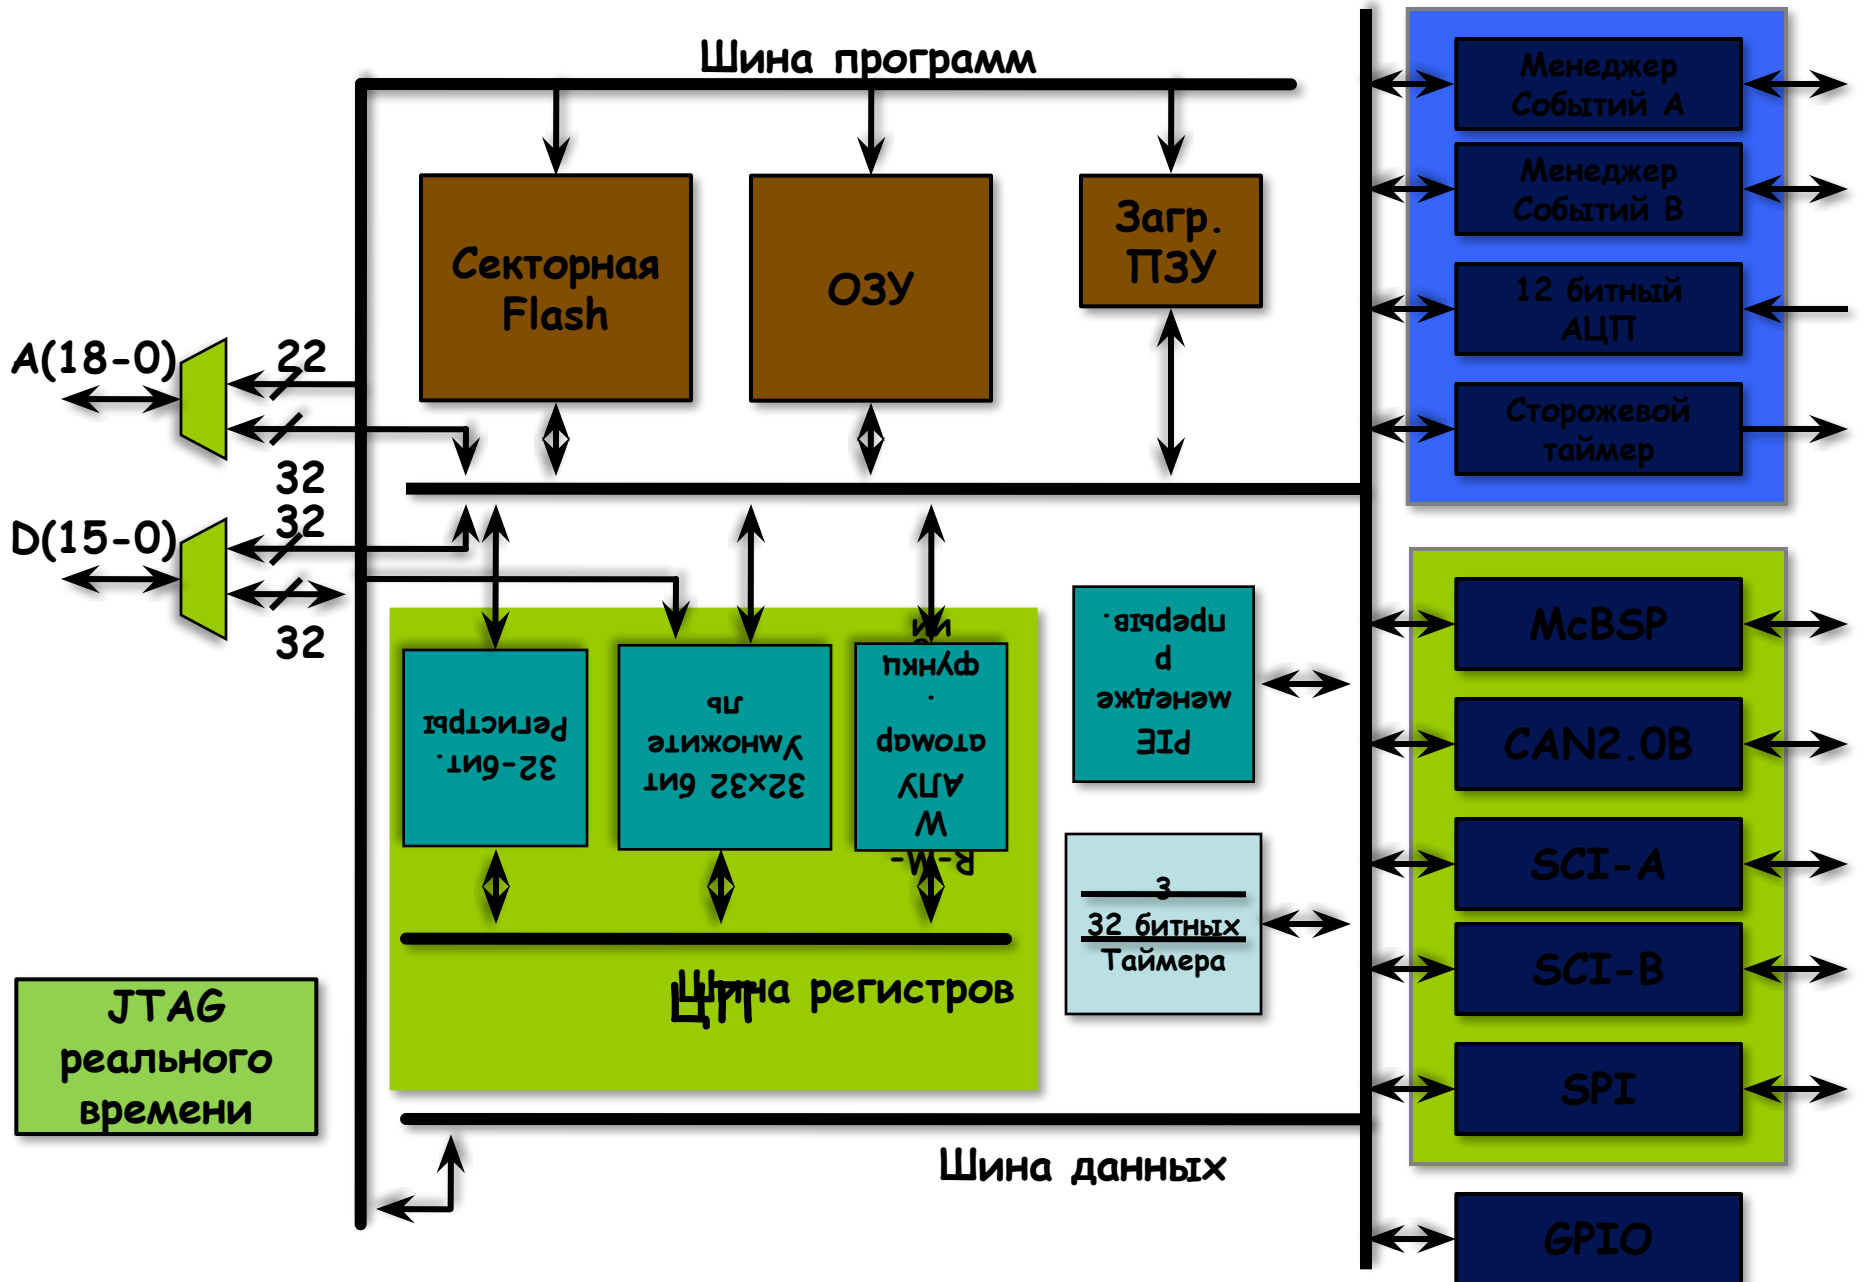 Шина программ
Менеджер
Событий A
Менеджер
Событий B
12 битный
АЦП
Сторожевой
таймер
Секторная
Flash
ОЗУ
Загр.
ПЗУ
A(18-0)
22
32
D(15-0)
32
32
32-бит.
Регистры
32x32 бит
Умножите
ль
R-M-
W
АЛУ
атомар
.
функц
ии
PIE
менедже
р
прерыв.
3
32 битных
Таймера
Шина регистров
ЦП
JTAG
реального
времени
Шина данных
McBSP
CAN2.0B
SCI-A
SCI-B
SPI
GPIO